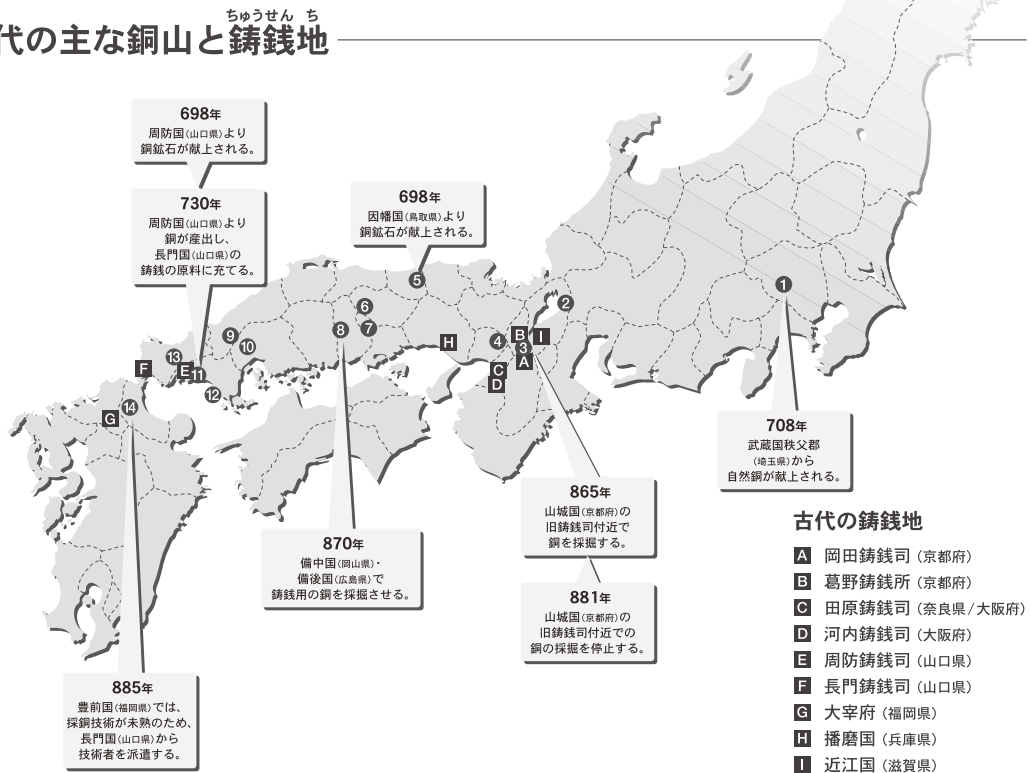 ちゅうせん ち
代の主な銅山と鋳銭地
698年
周防国（山口県）より
銅鉱石が献上される。
730年
周防国（山口県）より
銅が産出し、
長門国（山口県）の
鋳銭の原料に充てる。
698年
因幡国（鳥取県）より
銅鉱石が献上される。
1
2
3
4
5
6
7
8
9
10
11
12
13
14
A
B
C
D
E
F
G
H
I
708年
武蔵国秩父郡
（埼玉県）から
自然銅が献上される。
865年
山城国（京都府）の
旧鋳銭司付近で
銅を採掘する。
881年
山城国（京都府）の
旧鋳銭司付近での
銅の採掘を停止する。
870年
備中国（岡山県）・
備後国（広島県）で
鋳銭用の銅を採掘させる。
885年
豊前国（福岡県）では、
採銅技術が未熟のため、
長門国（山口県）から
技術者を派遣する。
古代の鋳銭地
A 岡田鋳銭司（京都府）
B 葛野鋳銭所（京都府）
C 田原鋳銭司（奈良県/大阪府）
D 河内鋳銭司（大阪府）
E 周防鋳銭司（山口県）
F 長門鋳銭司（山口県）
G 大宰府（福岡県）
H 播磨国（兵庫県）
I 近江国（滋賀県）